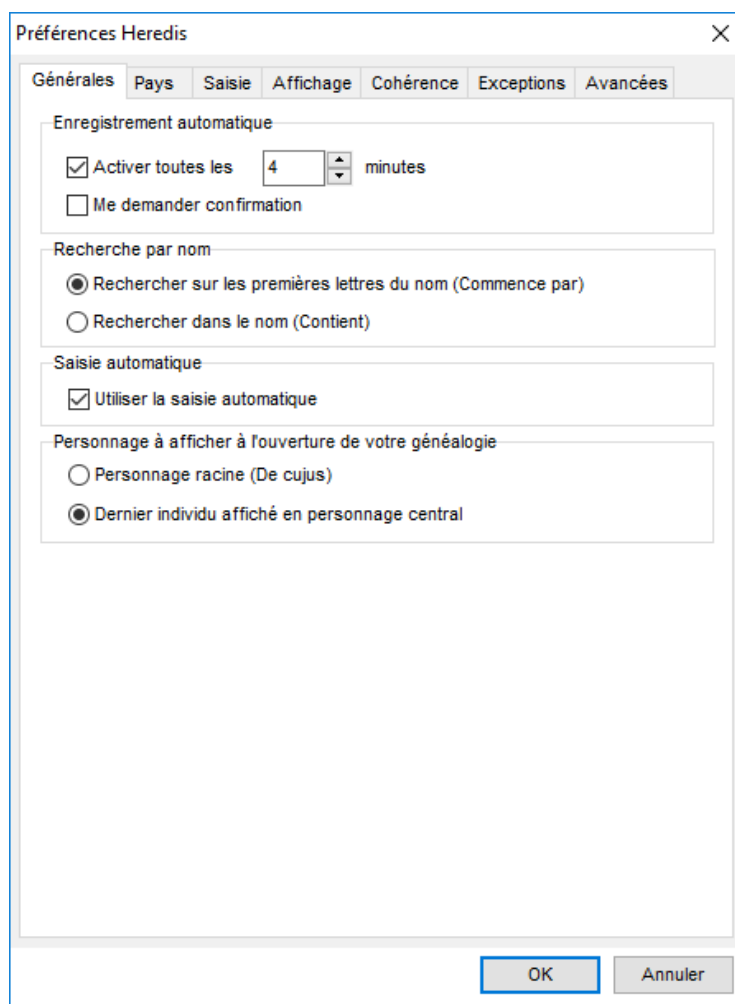 Préférences Heredis
Générales Pays Saisie Affichage Cohérence Exceptions Avancées
Enregistrement automatique
Activer toutes les 4 minutes
Me demander confirmation
Recherche par nom
Rechercher sur les premières lettres du nom (Commence par)
Rechercher dans le nom (Contient)
Saisie automatique
Utiliser la saisie automatique
Personnage à afficher à l'ouverture de votre généalogie
Personnage racine (De cujus)
Dernier individu affiché en personnage central
OK Annuler